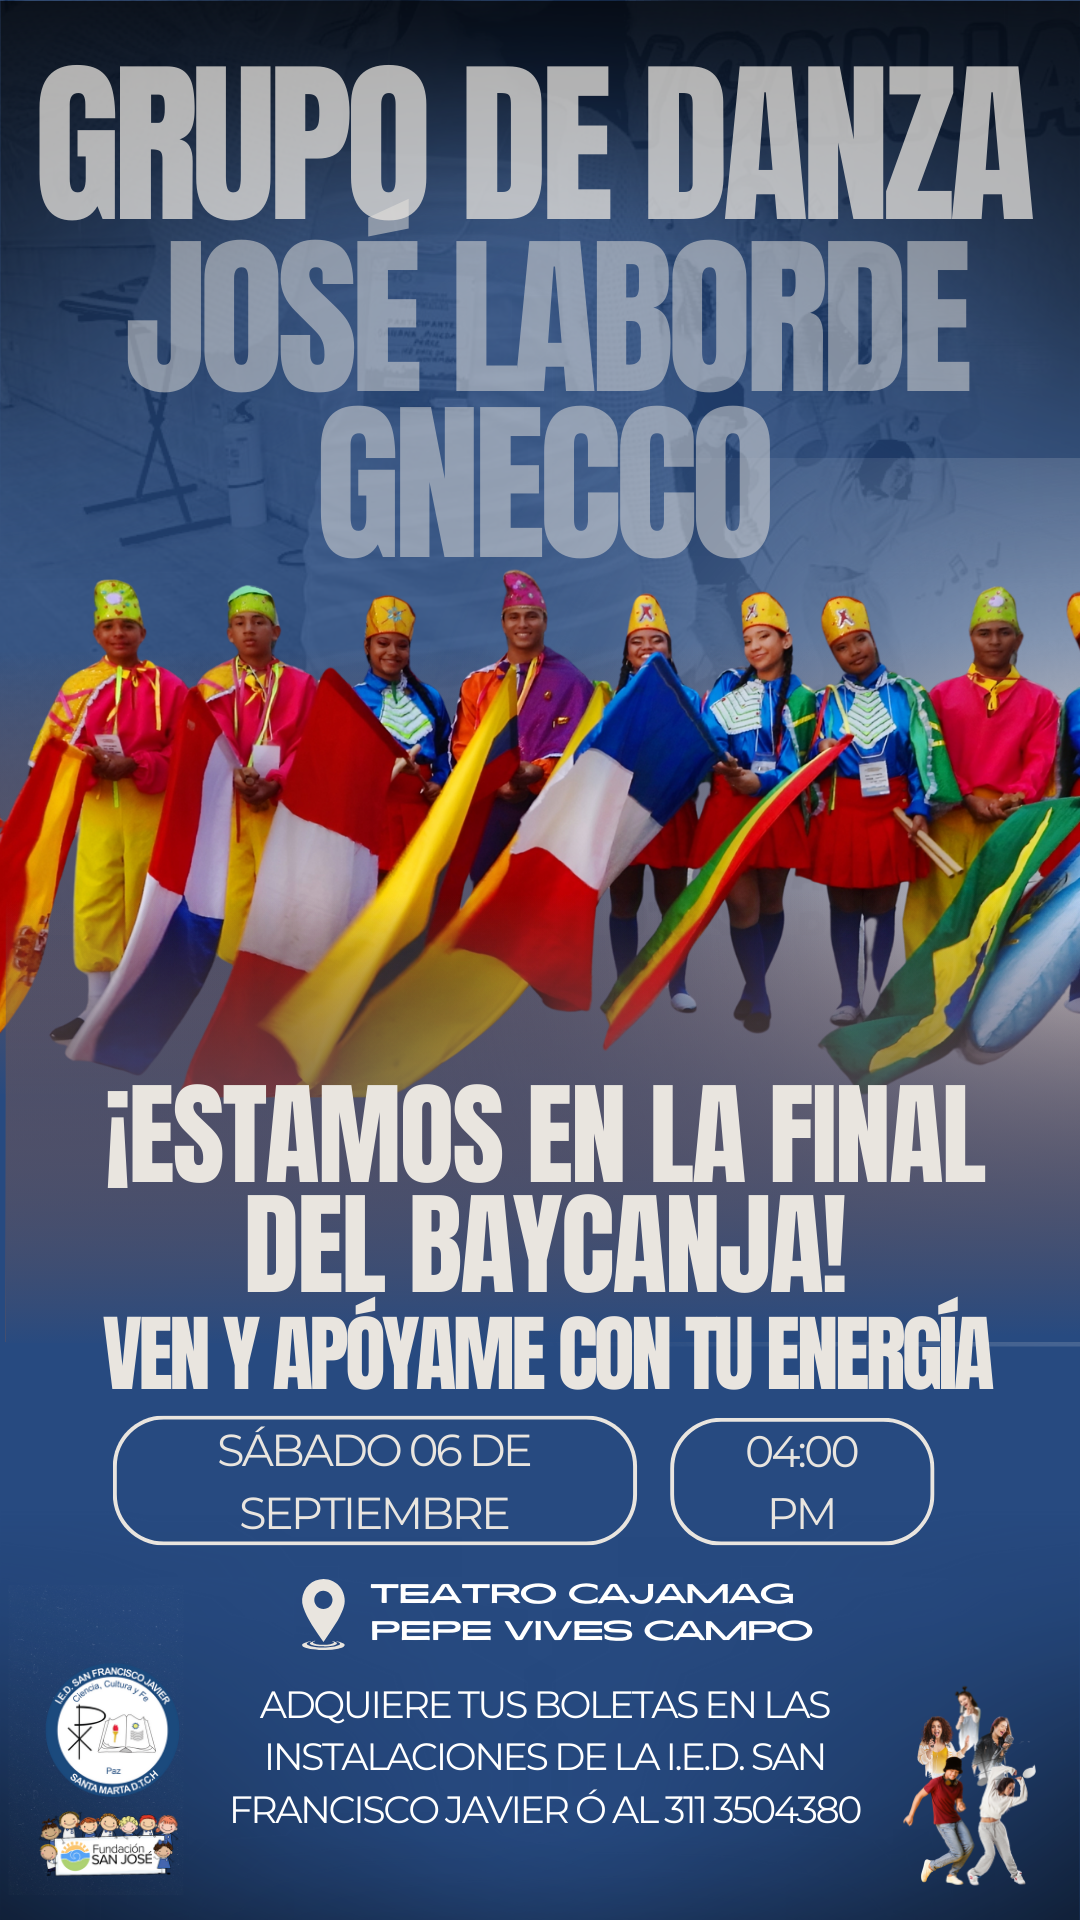 GRUPO DE DANZA
JOSÉ LABORDE
GNECCO
¡ESTAMOS EN LA FINAL
DEL BAYCANJA!
VEN Y APÓYAME CON TU ENERGÍA
SÁBADO 06 DE
SEPTIEMBRE
04:00
PM
TEATRO CAJAMAG
PEPE VIVES CAMPO
ADQUIERE TUS BOLETAS EN LAS
INSTALACIONES DE LA I.E.D. SAN
FRANCISCO JAVIER Ó AL 311 3504380
I.E.D. SAN FRANCISCO JAVIER
Ciencia, Cultura y Fe
Paz
SANTA MARTA D.T.C.H
Fundación
SAN JOSÉ